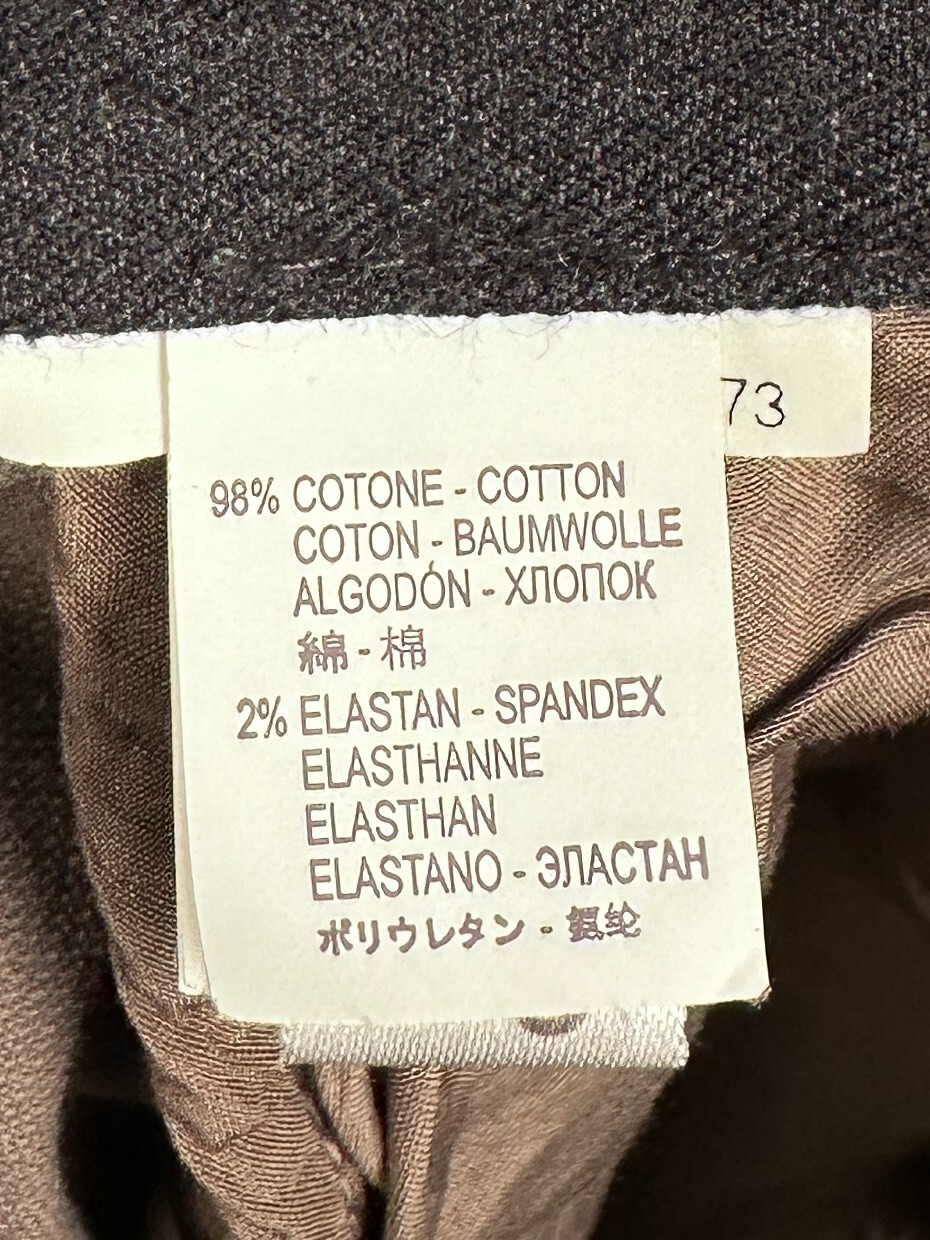 73
98% COTONE - COTTON
COTON - BAUMWOLLE
ALGODÓN - ХЛОПОК
綿 - 棉
2% ELASTAN - SPANDEX
ELASTHANNE
ELASTHAN
ELASTANO - ЭЛАСТАН
ポリウレタン - 氨纶